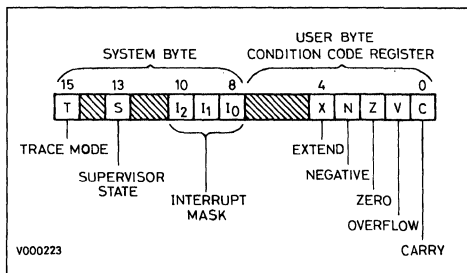 USER BYTE
SYSTEM BYTE CONDITION CODE REGISTER
15 13 10 8 4 0
T S I2 I1 I0 X N Z V C
TRACE MODE EXTEND
SUPERVISOR STATE NEGATIVE
INTERRUPT MASK ZERO
OVERFLOW
V000223 CARRY